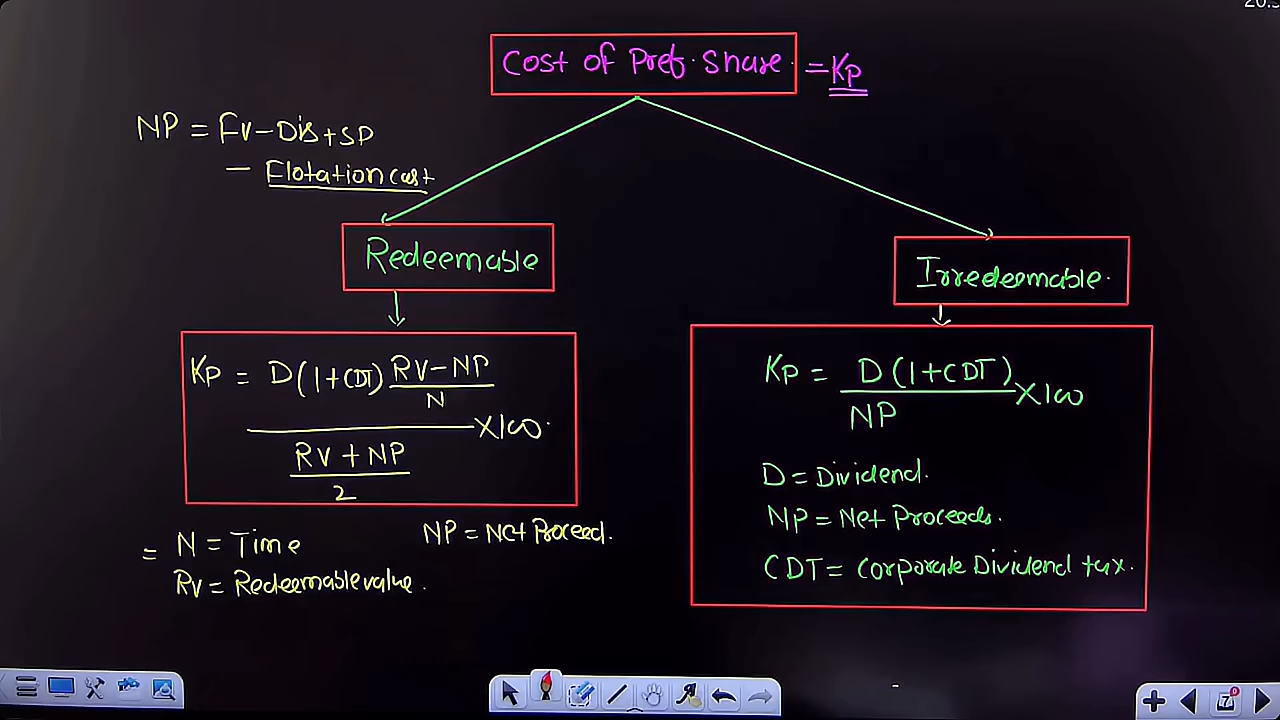 Cost of Pref. Share = Kp
NP = FV - Dis + SP
- Flotation cost
Redeemable
Irredeemable.
Kp = D(1+CDT) RV-NP
N
X100.
RV + NP
2
Kp = D(1+CDT) X100
NP
D = Dividend.
NP = Net Proceeds.
CDT = Corporate Dividend tax.
= N = Time
NP = Net Proceed.
RV = Redeemable value.